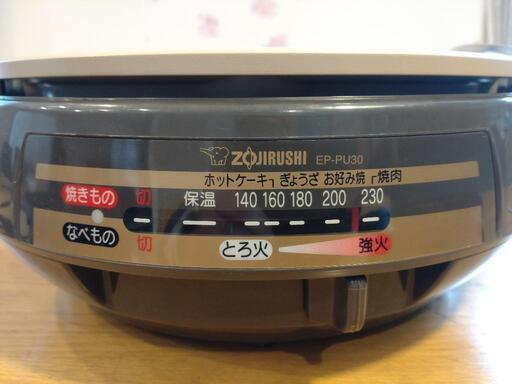 ZOJIRUSHI EP-PU30
ホットケーキ┐ぎょうざ お好み焼 ┌焼肉
焼きもの 切 保温 140 160 180 200 230
なべもの 切 とろ火 強火